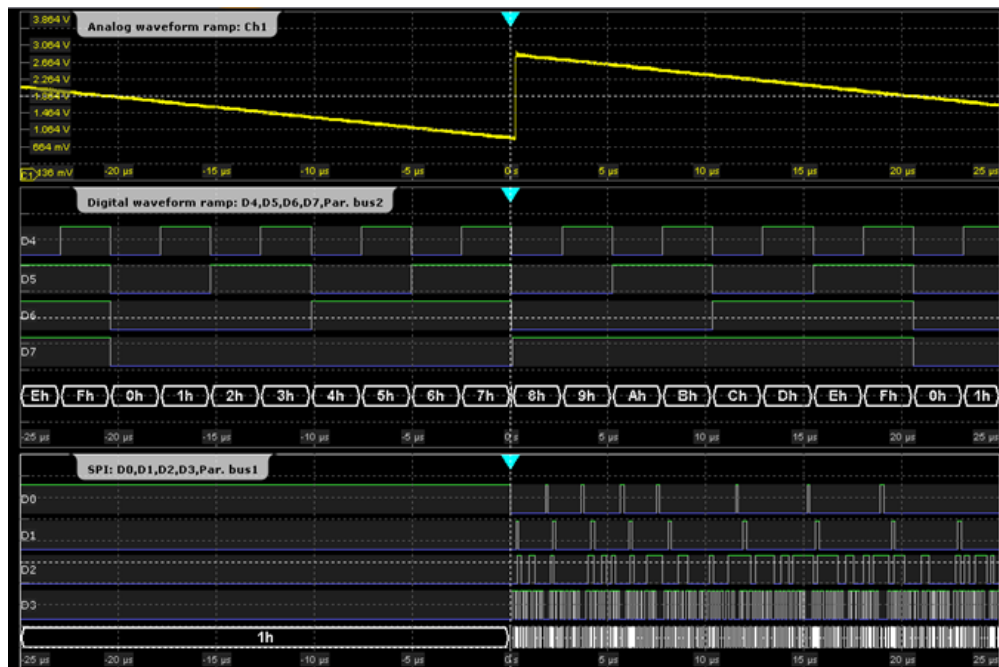 3.864 V
Analog waveform ramp: Ch1
3.064 V
2.664 V
2.264 V
1.864 V
1.464 V
1.064 V
664 mV
C1 436 mV -20 µs -15 µs -10 µs -5 µs 0 s 5 µs 10 µs 15 µs 20 µs 25 µs
Digital waveform ramp: D4,D5,D6,D7,Par. bus2
D4
D5
D6
D7
Eh Fh 0h 1h 2h 3h 4h 5h 6h 7h 8h 9h Ah Bh Ch Dh Eh Fh 0h 1h
-25 µs -20 µs -15 µs -10 µs -5 µs 0 s 5 µs 10 µs 15 µs 20 µs 25 µs
SPI: D0,D1,D2,D3,Par. bus1
D0
D1
D2
D3
1h
-25 µs -20 µs -15 µs -10 µs -5 µs 0 s 5 µs 10 µs 15 µs 20 µs 25 µs